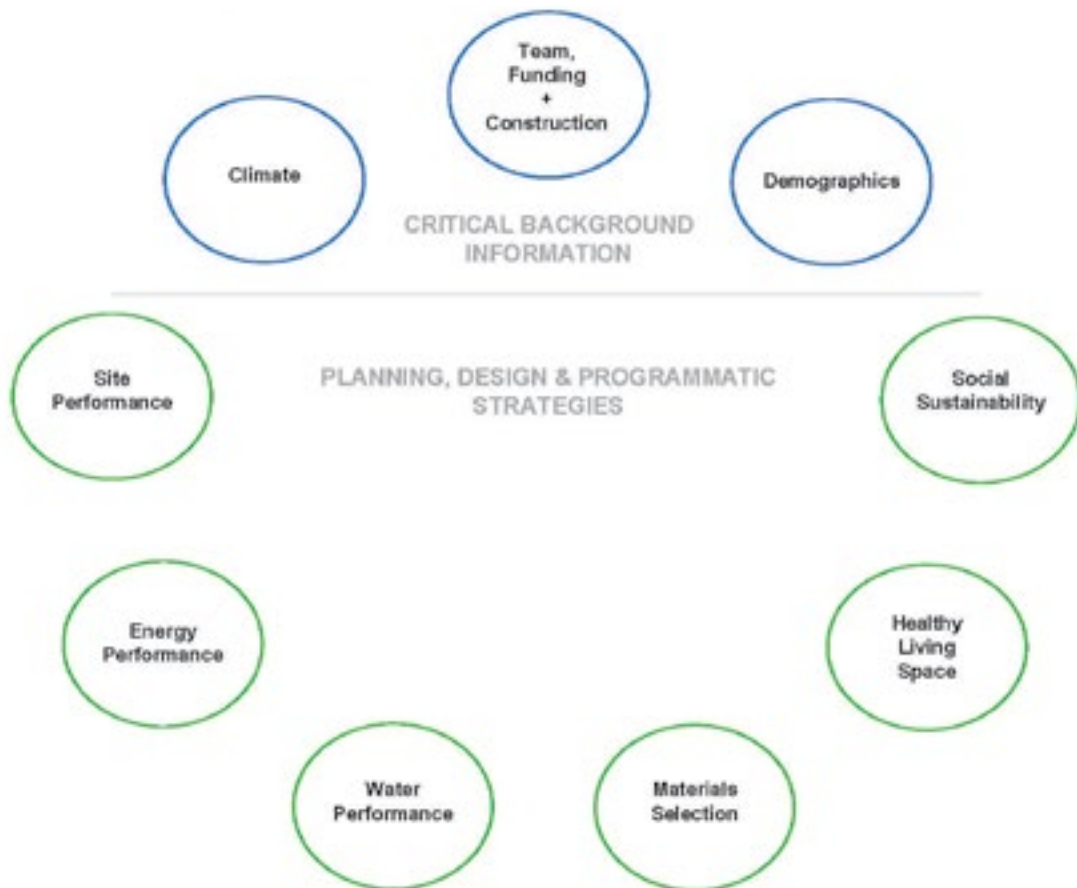 Team,
Funding
+
Construction
Climate
Demographics
CRITICAL BACKGROUND
INFORMATION
PLANNING, DESIGN & PROGRAMMATIC
STRATEGIES
Site
Performance
Social
Sustainability
Energy
Performance
Healthy
Living
Space
Water
Performance
Materials
Selection